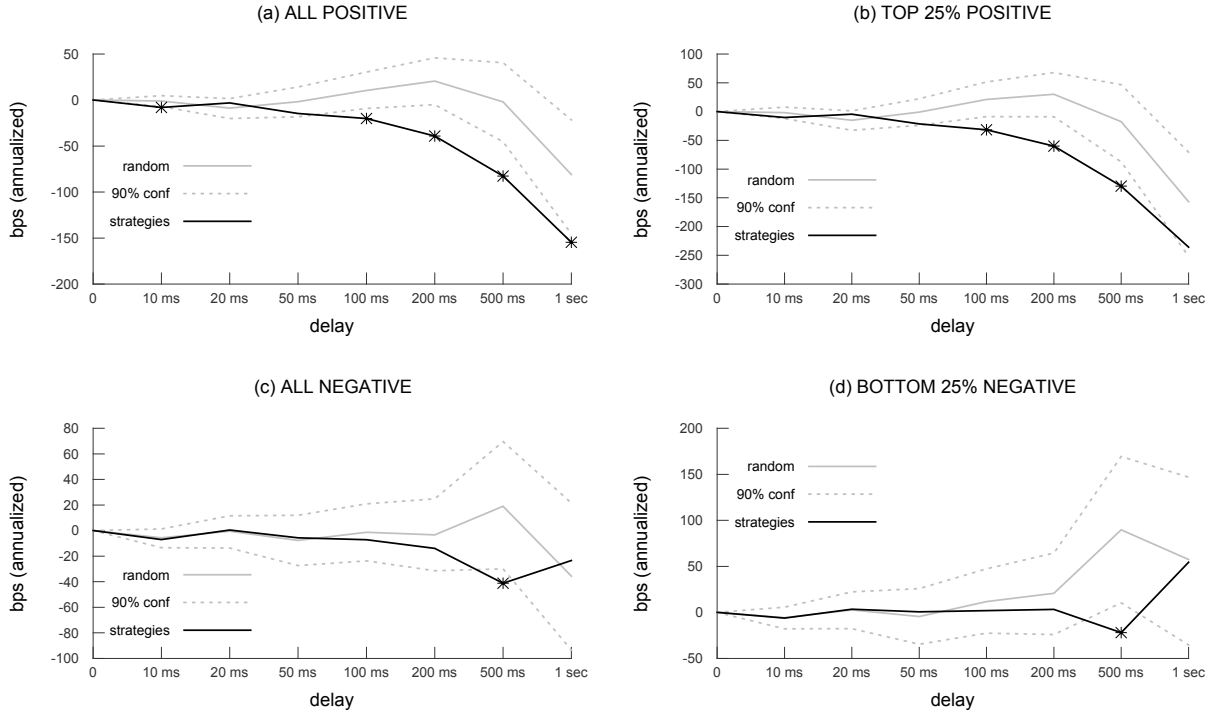 (a) ALL POSITIVE
bps (annualized)
50
0
-50
-100
-150
-200
random
90% conf
strategies
0 10 ms 20 ms 50 ms 100 ms 200 ms 500 ms 1 sec
delay
(b) TOP 25% POSITIVE
bps (annualized)
100
50
0
-50
-100
-150
-200
-250
-300
random
90% conf
strategies
0 10 ms 20 ms 50 ms 100 ms 200 ms 500 ms 1 sec
delay
(c) ALL NEGATIVE
bps (annualized)
80
60
40
20
0
-20
-40
-60
-80
-100
random
90% conf
strategies
0 10 ms 20 ms 50 ms 100 ms 200 ms 500 ms 1 sec
delay
(d) BOTTOM 25% NEGATIVE
bps (annualized)
200
150
100
50
0
-50
random
90% conf
strategies
0 10 ms 20 ms 50 ms 100 ms 200 ms 500 ms 1 sec
delay